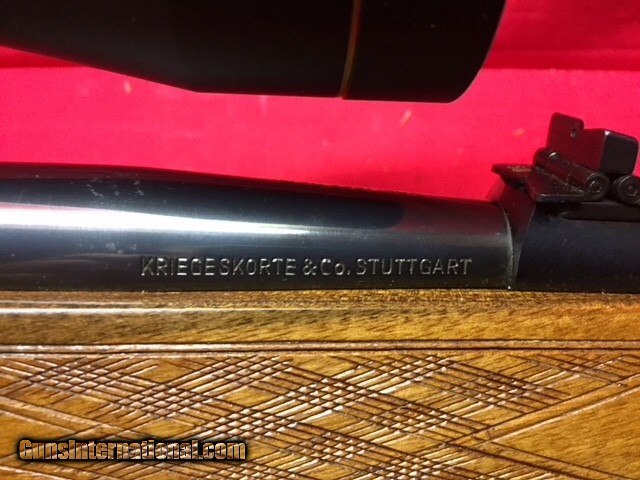 KRIEGESKORTE & Co. STUTTGART
GunsInternational.com